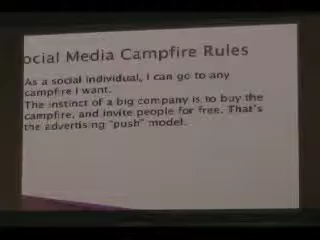 ocial Media Campfire Rules
As a social individual, I can go to any
campfire I want.
The instinct of a big company is to buy the
campfire, and invite people for free. That's
the advertising "push" model.